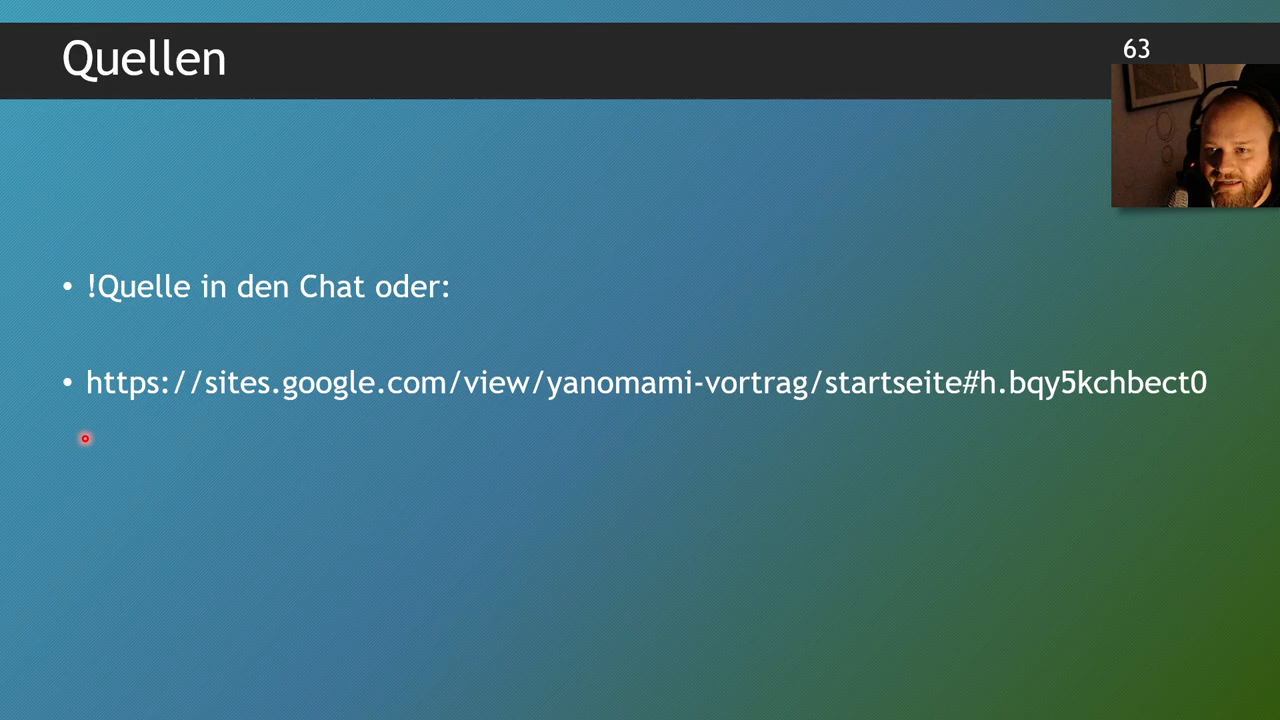 Quellen
63
• !Quelle in den Chat oder:
• https://sites.google.com/view/yanomami-vortrag/startseite#h.bqy5kchbect0